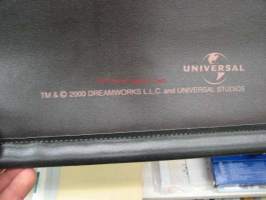 UNIVERSAL
TM & © 2000 DREAMWORKS L.L.C. and UNIVERSAL STUDIOS